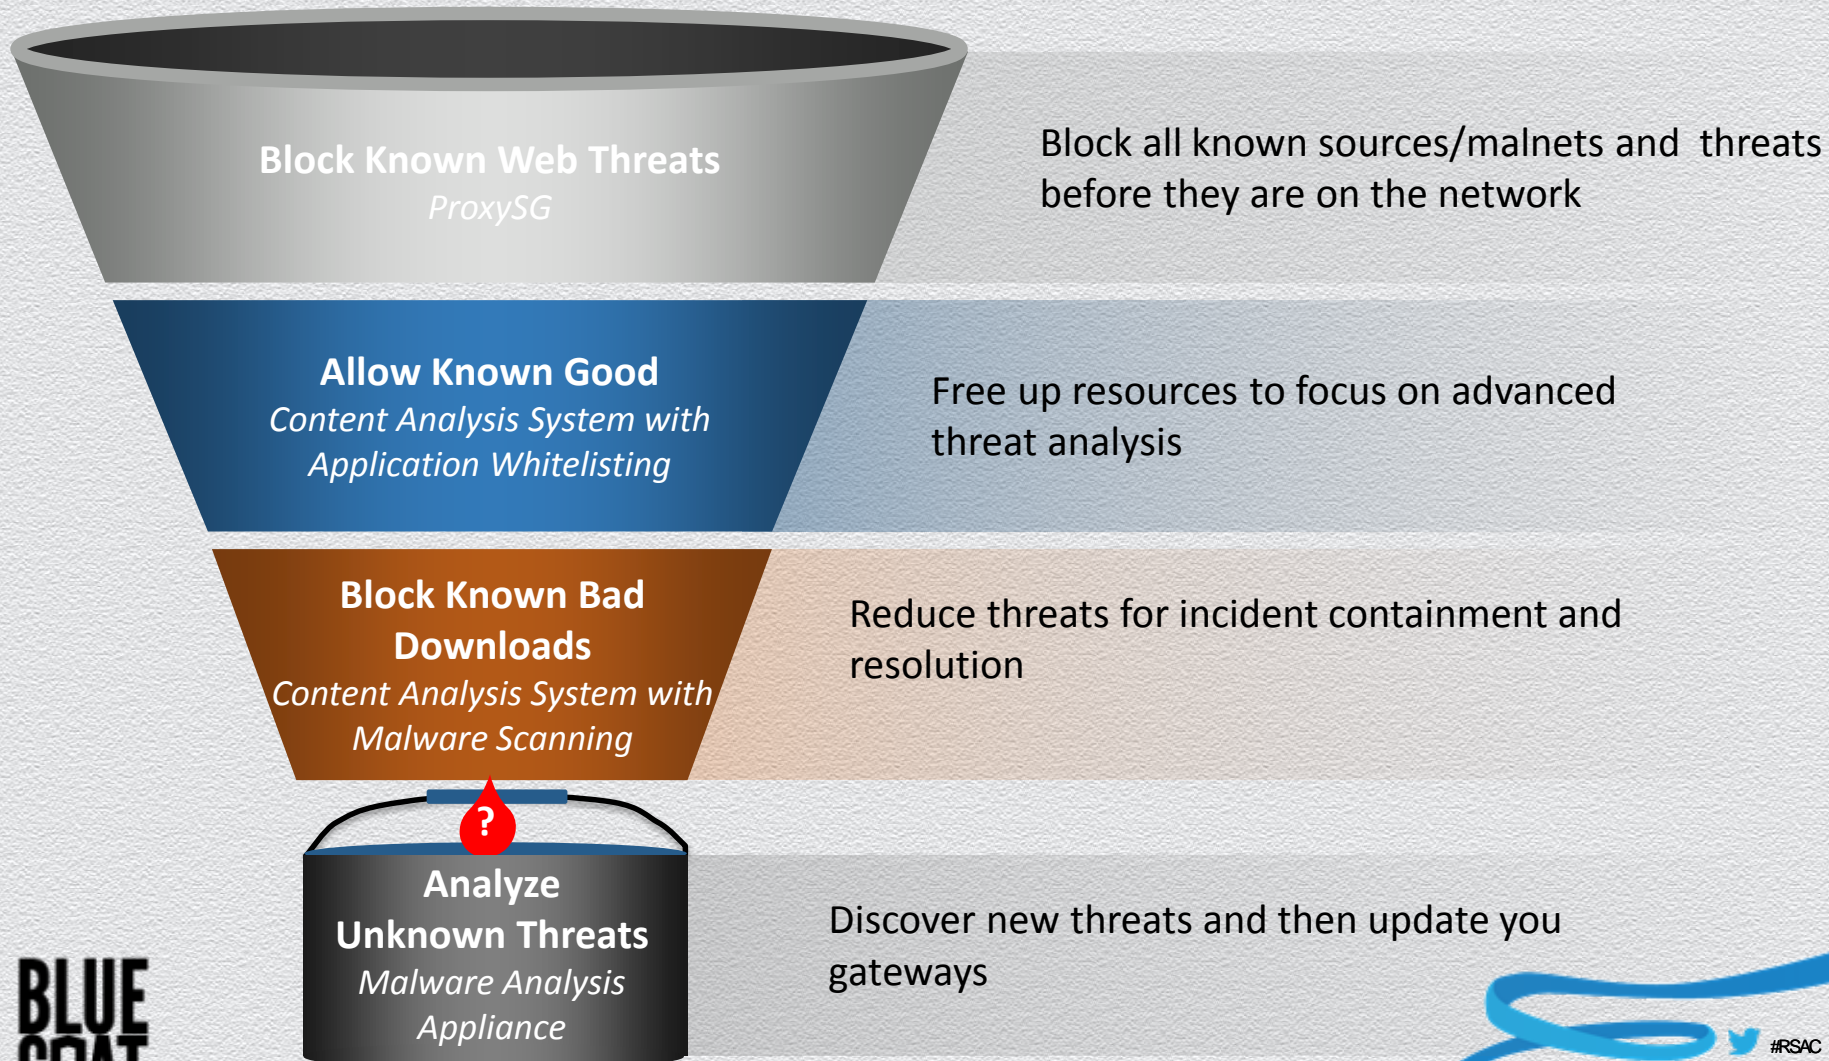 Block Known Web Threats
ProxySG
Block all known sources/malnets and threats
before they are on the network
Allow Known Good
Content Analysis System with
Application Whitelisting
Free up resources to focus on advanced
threat analysis
Block Known Bad
Downloads
Content Analysis System with
Malware Scanning
Reduce threats for incident containment and
resolution
?
Analyze
Unknown Threats
Malware Analysis
Appliance
Discover new threats and then update you
gateways
BLUE
COAT
#RSAC